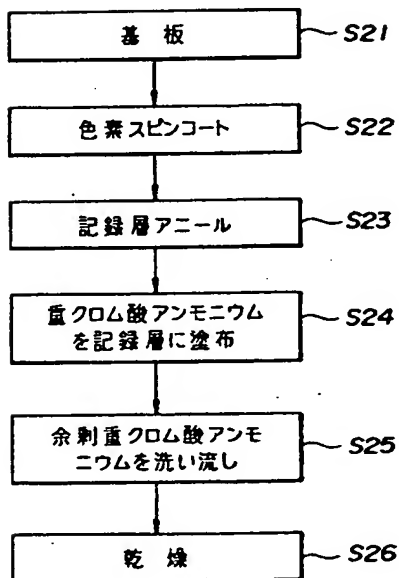 基板 S21
色素スピンコート S22
記録層アニール S23
重クロム酸アンモニウム
を記録層に塗布 S24
余剰重クロム酸アンモ
ニウムを洗い流し S25
乾燥 S26